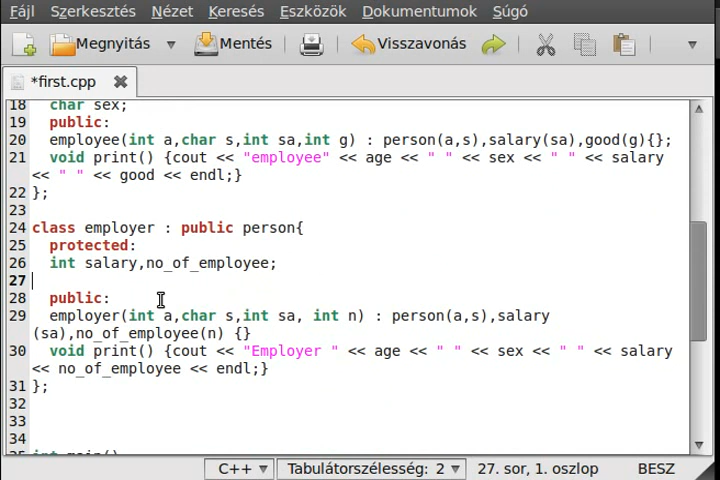 Fájl Szerkesztés Nézet Keresés Eszközök Dokumentumok Súgó
Megnyitás Mentés Visszavonás
*first.cpp
18 char sex;
19 public:
20 employee(int a,char s,int sa,int g) : person(a,s),salary(sa),good(g){};
21 void print() {cout << "employee" << age << " " << sex << " " << salary
<< " " << good << endl;}
22 };
23
24 class employer : public person{
25 protected:
26 int salary,no_of_employee;
27
28 public:
29 employer(int a,char s,int sa, int n) : person(a,s),salary
(sa),no_of_employee(n) {}
30 void print() {cout << "Employer " << age << " " << sex << " " << salary
<< no_of_employee << endl;}
31 };
32
33
34
35 int main()
C++ Tabulátorszélesség: 2 27. sor, 1. oszlop BESZ